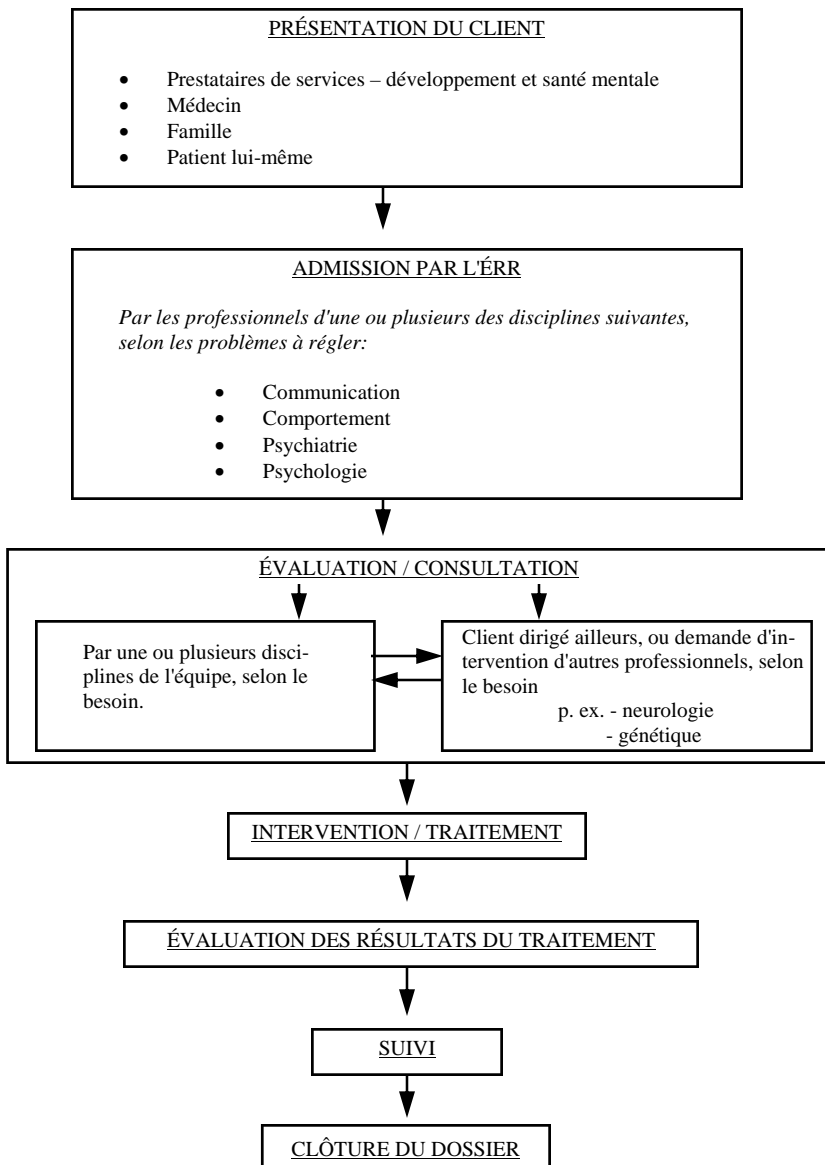 PRÉSENTATION DU CLIENT
• Prestataires de services – développement et santé mentale
• Médecin
• Famille
• Patient lui-même
ADMISSION PAR L'ÉRR
Par les professionnels d'une ou plusieurs des disciplines suivantes,
selon les problèmes à régler:
• Communication
• Comportement
• Psychiatrie
• Psychologie
ÉVALUATION / CONSULTATION
Par une ou plusieurs disci-
plines de l'équipe, selon le
besoin.
Client dirigé ailleurs, ou demande d'in-
tervention d'autres professionnels, selon
le besoin
p. ex. - neurologie
- génétique
INTERVENTION / TRAITEMENT
ÉVALUATION DES RÉSULTATS DU TRAITEMENT
SUIVI
CLÔTURE DU DOSSIER